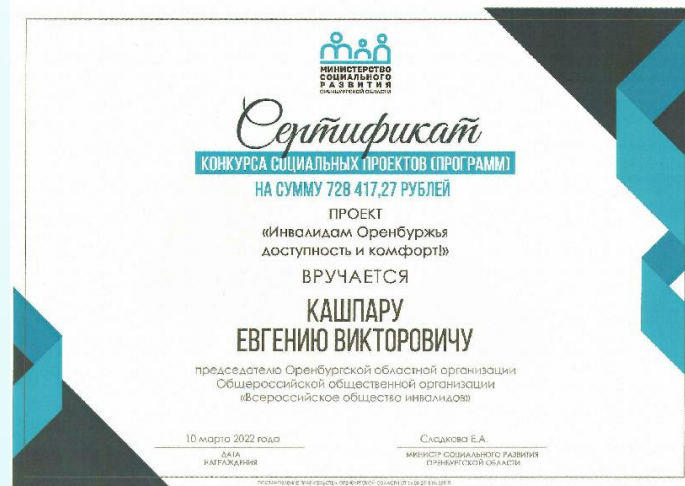 МИНИСТЕРСТВО
СОЦИАЛЬНОГО
РАЗВИТИЯ
ОРЕНБУРГСКОЙ ОБЛАСТИ
Сертификат
КОНКУРСА СОЦИАЛЬНЫХ ПРОЕКТОВ (ПРОГРАММ)
НА СУММУ 728 417,27 РУБЛЕЙ
ПРОЕКТ
«Инвалидам Оренбуржья
доступность и комфорт!»
ВРУЧАЕТСЯ
КАШПАРУ
ЕВГЕНИЮ ВИКТОРОВИЧУ
председателю Оренбургской областной организации
Общероссийской общественной организации
«Всероссийское общество инвалидов»
10 марта 2022 года
ДАТА
НАГРАЖДЕНИЯ
Сладкова Е.А.
МИНИСТР СОЦИАЛЬНОГО РАЗВИТИЯ
ОРЕНБУРГСКОЙ ОБЛАСТИ